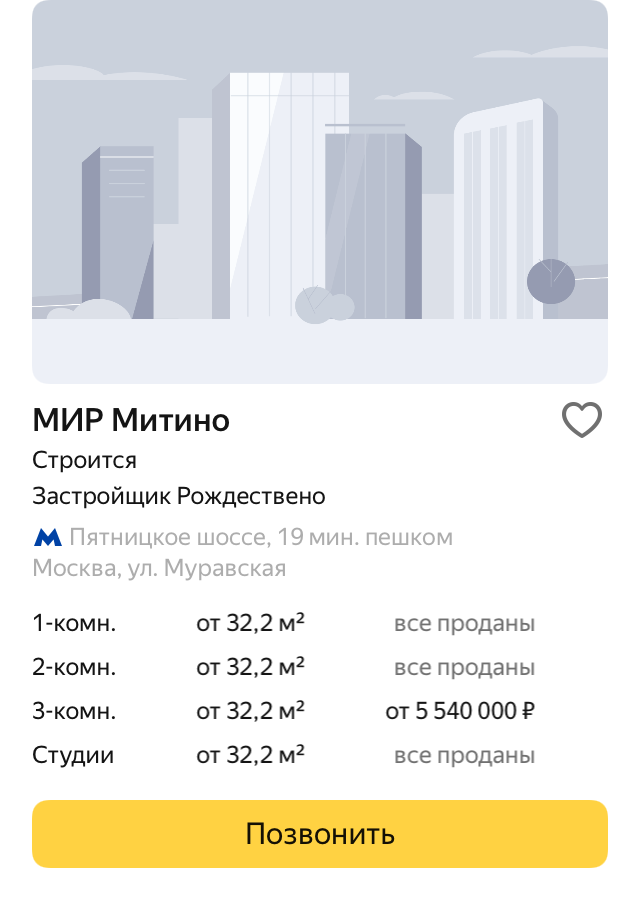 МИР Митино
Строится
Застройщик Рождествено
Пятницкое шоссе, 19 мин. пешком
Москва, ул. Муравская
1-комн. от 32,2 м² все проданы
2-комн. от 32,2 м² все проданы
3-комн. от 32,2 м² от 5 540 000 ₽
Студии от 32,2 м² все проданы
Позвонить